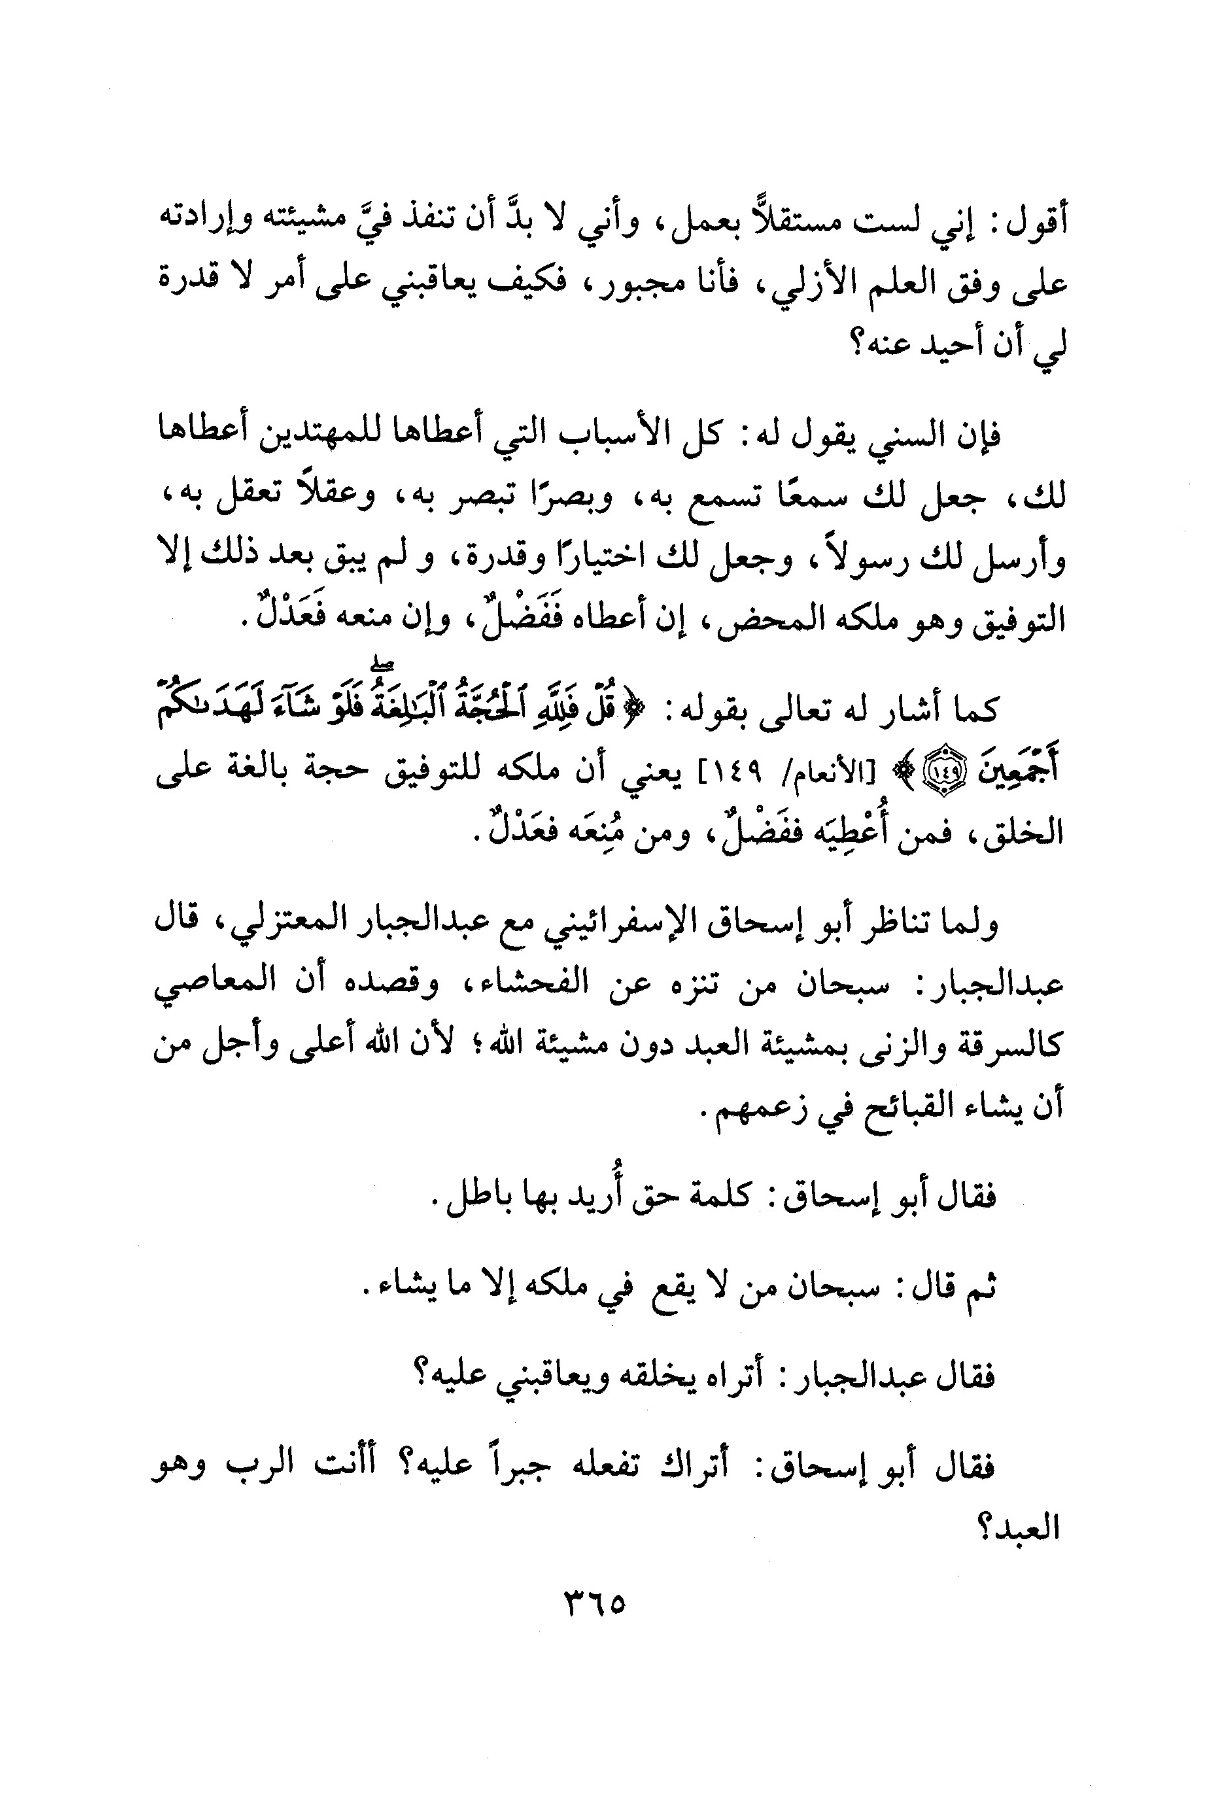 أقول: إني لست مستقلاًّ بعمل، وأني لا بدَّ أن تنفذ فيَّ مشيئته وإرادته
على وفق العلم الأزلي، فأنا مجبور، فكيف يعاقبني على أمر لا قدرة
لي أن أحيد عنه؟
فإن السني يقول له: كل الأسباب التي أعطاها للمهتدين أعطاها
لك، جعل لك سمعًا تسمع به، وبصرًا تبصر به، وعقلاً تعقل به،
وأرسل لك رسولاً، وجعل لك اختيارًا وقدرة، و لم يبق بعد ذلك إلا
التوفيق وهو ملكه المحض، إن أعطاه فَفَضْلٌ، وإن منعه فَعَدْلٌ.
كما أشار له تعالى بقوله: ﴿قُلْ فَلِلَّهِ ٱلْحُجَّةُ ٱلْبَٰلِغَةُۖ فَلَوْ شَآءَ لَهَدَىٰكُمْ
أَجْمَعِينَ ١٤٩﴾ [الأنعام/ ١٤٩] يعني أن ملكه للتوفيق حجة بالغة على
الخلق، فمن أُعْطِيَه ففَضْلٌ، ومن مُنِعَه فعَدْلٌ.
ولما تناظر أبو إسحاق الإسفرائيني مع عبدالجبار المعتزلي، قال
عبدالجبار: سبحان من تنزه عن الفحشاء، وقصده أن المعاصي
كالسرقة والزنى بمشيئة العبد دون مشيئة الله؛ لأن الله أعلى وأجل من
أن يشاء القبائح في زعمهم.
فقال أبو إسحاق: كلمة حق أُريد بها باطل.
ثم قال: سبحان من لا يقع في ملكه إلا ما يشاء.
فقال عبدالجبار: أتراه يخلقه ويعاقبني عليه؟
فقال أبو إسحاق: أتراك تفعله جبراً عليه؟ أأنت الرب وهو
العبد؟
٣٦٥